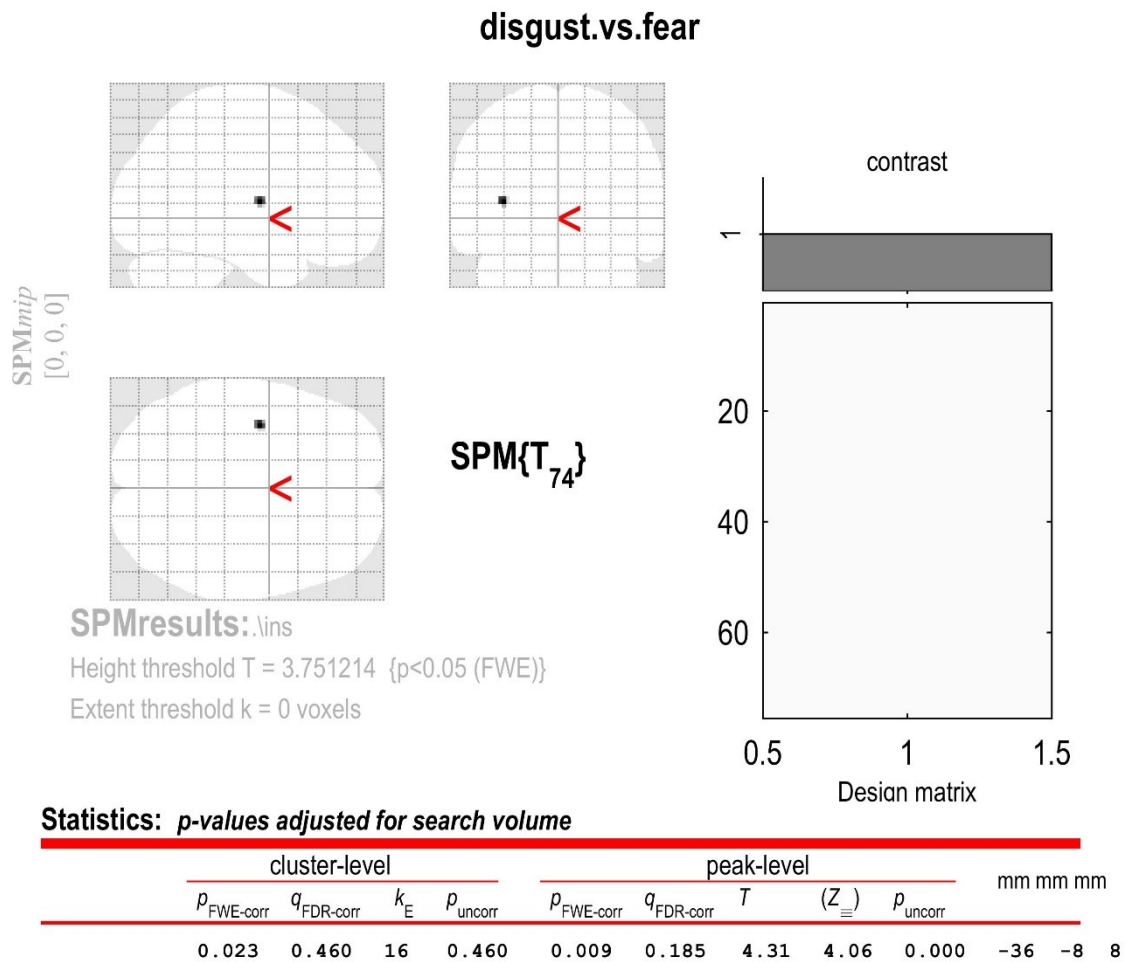 disgust.vs.fear
contrast
1
SPMmip
[0, 0, 0]
<
<
<
SPM{T74}
20
40
60
0.5 1 1.5
Design matrix
SPMresults:.\ins
Height threshold T = 3.751214 {p<0.05 (FWE)}
Extent threshold k = 0 voxels
Statistics: p-values adjusted for search volume
cluster-level peak-level mm mm mm
pFWE-corr qFDR-corr kE puncorr pFWE-corr qFDR-corr T (Z≡) puncorr
0.023 0.460 16 0.460 0.009 0.185 4.31 4.06 0.000 -36 -8 8